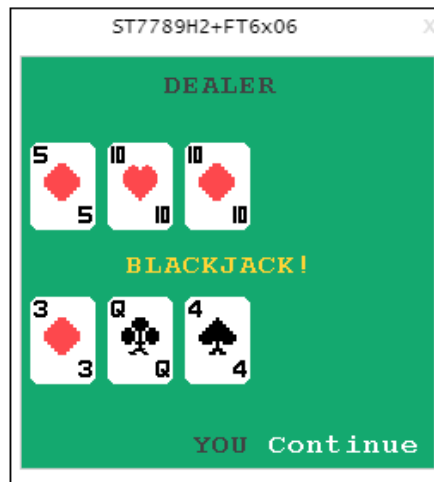 ST7789H2+FT6x06 X
DEALER
5 10 10
5 10 10
BLACKJACK!
3 Q 4
3 Q 4
YOU Continue